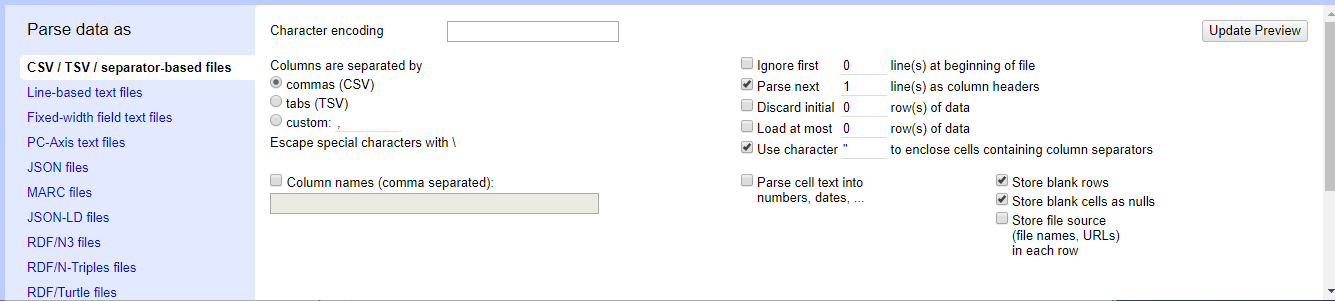 Parse data as
CSV / TSV / separator-based files
Line-based text files
Fixed-width field text files
PC-Axis text files
JSON files
MARC files
JSON-LD files
RDF/N3 files
RDF/N-Triples files
RDF/Turtle files
Character encoding
Update Preview
Columns are separated by
commas (CSV)
tabs (TSV)
custom: ,
Escape special characters with \
Column names (comma separated):
Ignore first 0 line(s) at beginning of file
Parse next 1 line(s) as column headers
Discard initial 0 row(s) of data
Load at most 0 row(s) of data
Use character " to enclose cells containing column separators
Parse cell text into
numbers, dates, ...
Store blank rows
Store blank cells as nulls
Store file source
(file names, URLs)
in each row